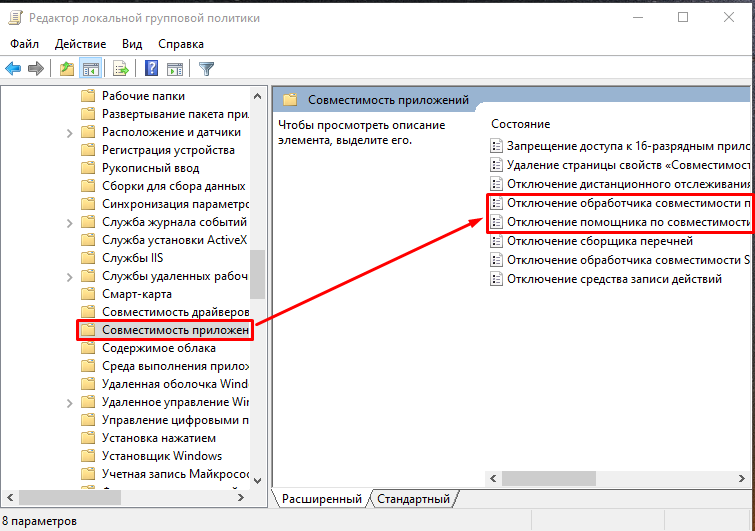 Редактор локальной групповой политики
Файл Действие Вид Справка
Рабочие папки
Развертывание пакета при
Расположение и датчики
Регистрация устройства
Рукописный ввод
Сборки для сбора данных
Синхронизация параметро
Служба журнала событий
Служба установки ActiveX
Службы IIS
Службы удаленных рабоч
Смарт-карта
Совместимость драйверов
Совместимость приложен
Содержимое облака
Среда выполнения прилож
Удаленная оболочка Wind
Удаленное управление Win
Управление цифровыми п
Установка нажатием
Установщик Windows
Учетная запись Майкросос
Совместимость приложений
Чтобы просмотреть описание
элемента, выделите его.
Состояние
Запрещение доступа к 16-разрядным прило
Удаление страницы свойств «Совместимост
Отключение дистанционного отслеживания
Отключение обработчика совместимости п
Отключение помощника по совместимости
Отключение сборщика перечней
Отключение обработчика совместимости S
Отключение средства записи действий
Расширенный Стандартный
8 параметров